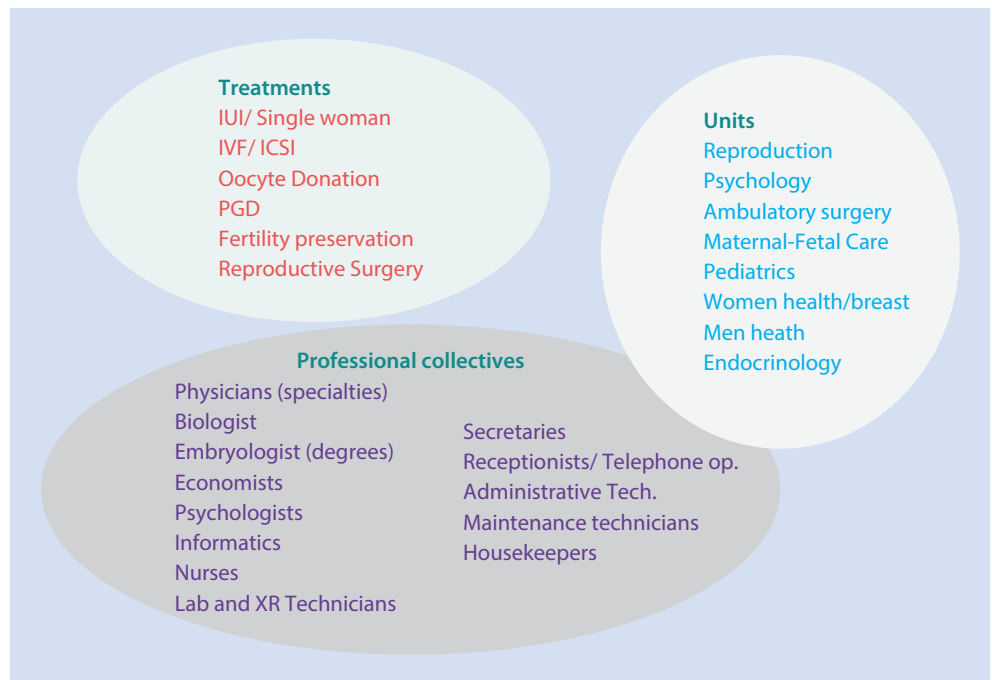 Treatments
IUI/ Single woman
IVF/ ICSI
Oocyte Donation
PGD
Fertility preservation
Reproductive Surgery
Units
Reproduction
Psychology
Ambulatory surgery
Maternal-Fetal Care
Pediatrics
Women health/breast
Men heath
Endocrinology
Professional collectives
Physicians (specialties)
Biologist
Embryologist (degrees)
Economists
Psychologists
Informatics
Nurses
Lab and XR Technicians
Secretaries
Receptionists/ Telephone op.
Administrative Tech.
Maintenance technicians
Housekeepers